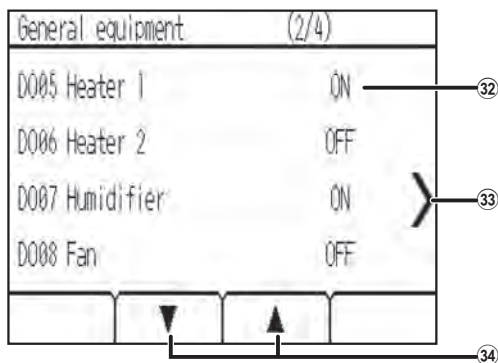 General equipment (2/4)
DO05 Heater 1 ON 32
DO06 Heater 2 OFF
DO07 Humidifier ON 33
DO08 Fan OFF
▼ ▲
34